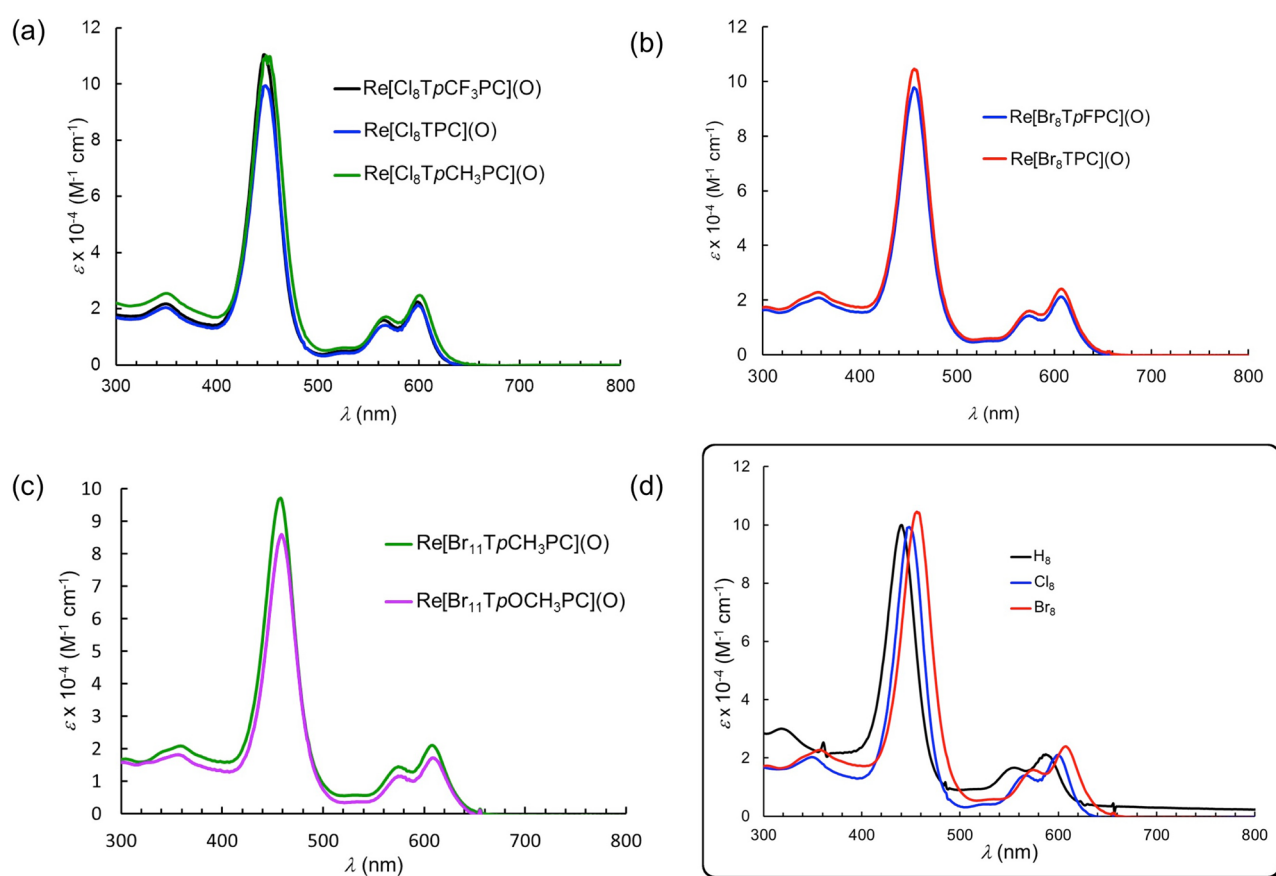 (a)
12
10
8
6
4
2
0
ε x 10⁻⁴ (M⁻¹ cm⁻¹)
Re[Cl₈TpCF₃PC](O)
Re[Cl₈TPC](O)
Re[Cl₈TpCH₃PC](O)
300 400 500 600 700 800
λ (nm)
(b)
12
10
8
6
4
2
0
ε x 10⁻⁴ (M⁻¹ cm⁻¹)
Re[Br₈TpFPC](O)
Re[Br₈TPC](O)
300 400 500 600 700 800
λ (nm)
(c)
10
9
8
7
6
5
4
3
2
1
0
ε x 10⁻⁴ (M⁻¹ cm⁻¹)
Re[Br₁₁TpCH₃PC](O)
Re[Br₁₁TpOCH₃PC](O)
300 400 500 600 700 800
λ (nm)
(d)
12
10
8
6
4
2
0
ε x 10⁻⁴ (M⁻¹ cm⁻¹)
H₈
Cl₈
Br₈
300 400 500 600 700 800
λ (nm)